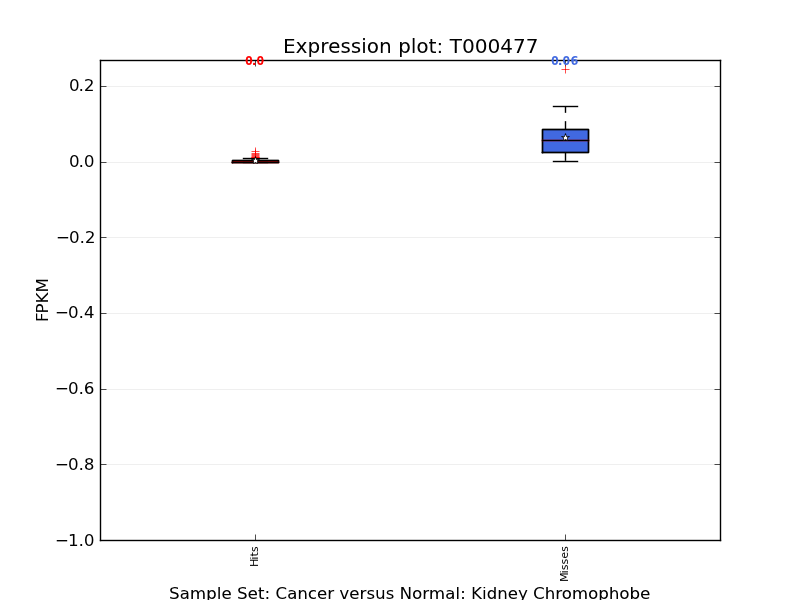 Expression plot: T000477
0.0 0.06
0.2
0.0
−0.2
−0.4
−0.6
−0.8
−1.0
FPKM
Hits Misses
Sample Set: Cancer versus Normal: Kidney Chromophobe